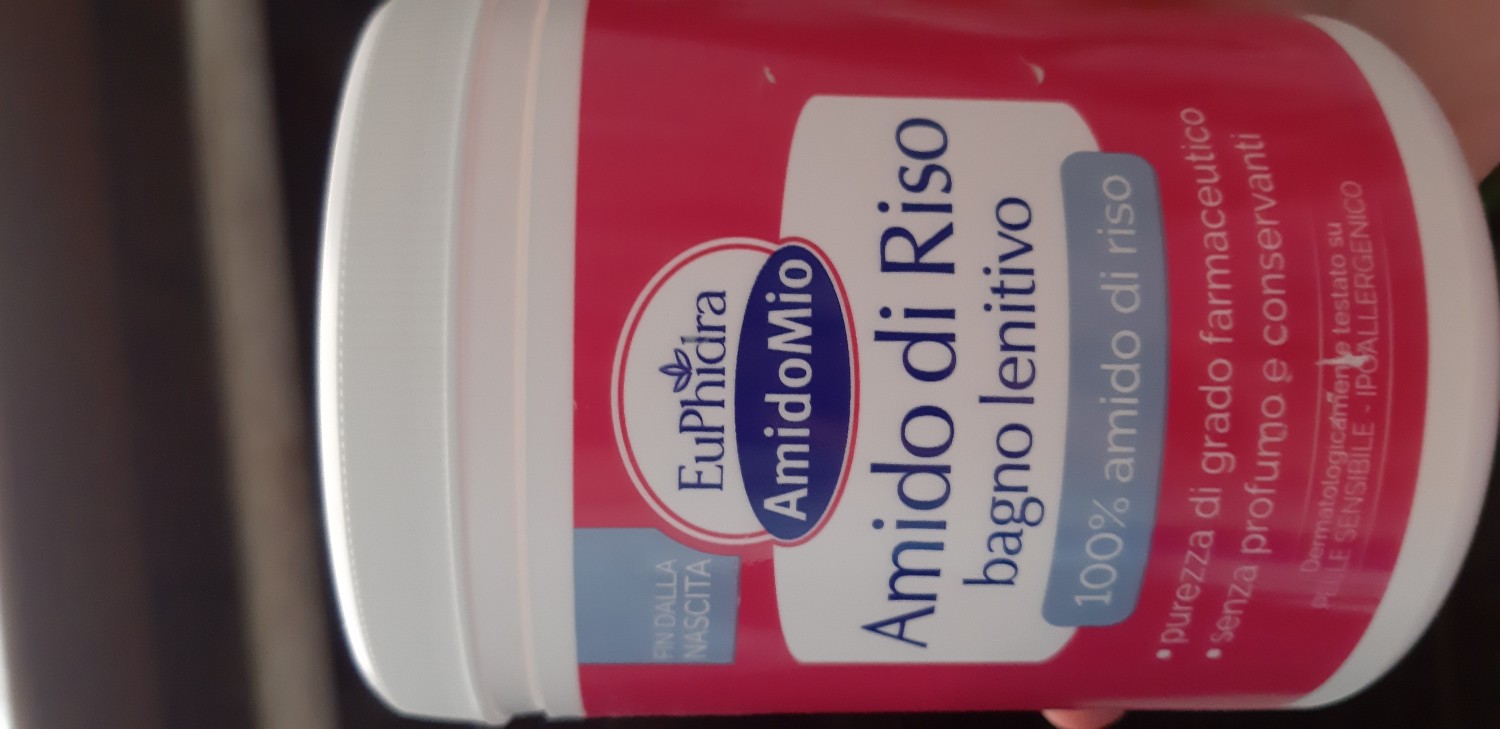 FIN DALLA
NASCITA
EuPhidra
AmidoMio
Amido di Riso
bagno lenitivo
100% amido di riso
• purezza di grado farmaceutico
• senza profumo e conservanti
Dermatologicamente testato su
PELLE SENSIBILE - IPOALLERGENICO